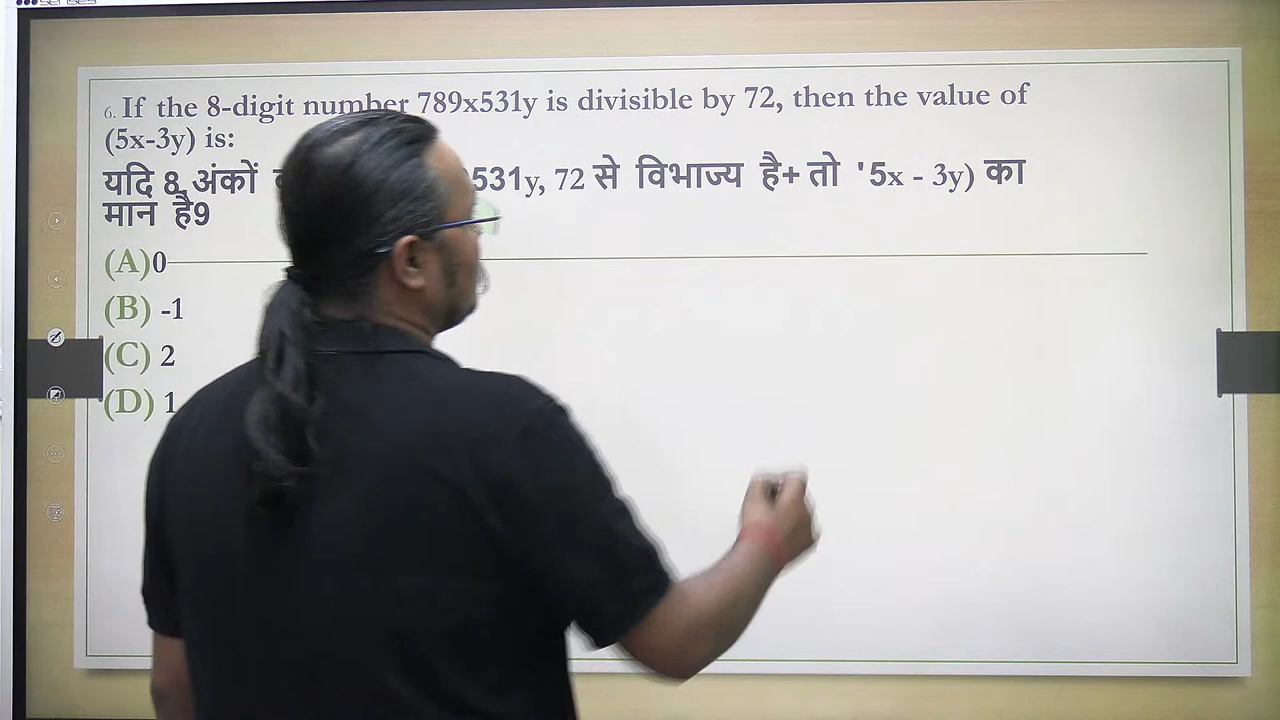 6. If the 8-digit number 789x531y is divisible by 72, then the value of
(5x-3y) is:
यदि 8 अंकों 531y, 72 से विभाज्य है+ तो '5x - 3y) का
मान है9
(A)0
(B) -1
(C) 2
(D) 1